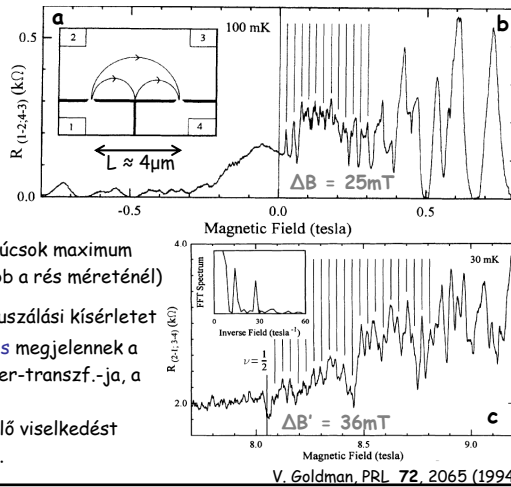 a
b
100 mK
2
3
1
4
L ≈ 4μm
R (1-2;4-3) (kΩ)
0.5
0.0
ΔB = 25mT
-0.5
0.0
0.5
Magnetic Field (tesla)
úcsok maximum
b a rés méreténél)
uszálási kísérletet
s megjelennek a
er-transzf.-ja, a
lő viselkedést
.
4.0
2.0
R (2-1; 3-4) (kΩ)
FFT Spectrum
0
30
60
Inverse Field (tesla⁻¹)
30 mK
ν = 1/2
ΔB' = 36mT
c
8.0
8.5
9.0
Magnetic Field (tesla)
V. Goldman, PRL 72, 2065 (1994